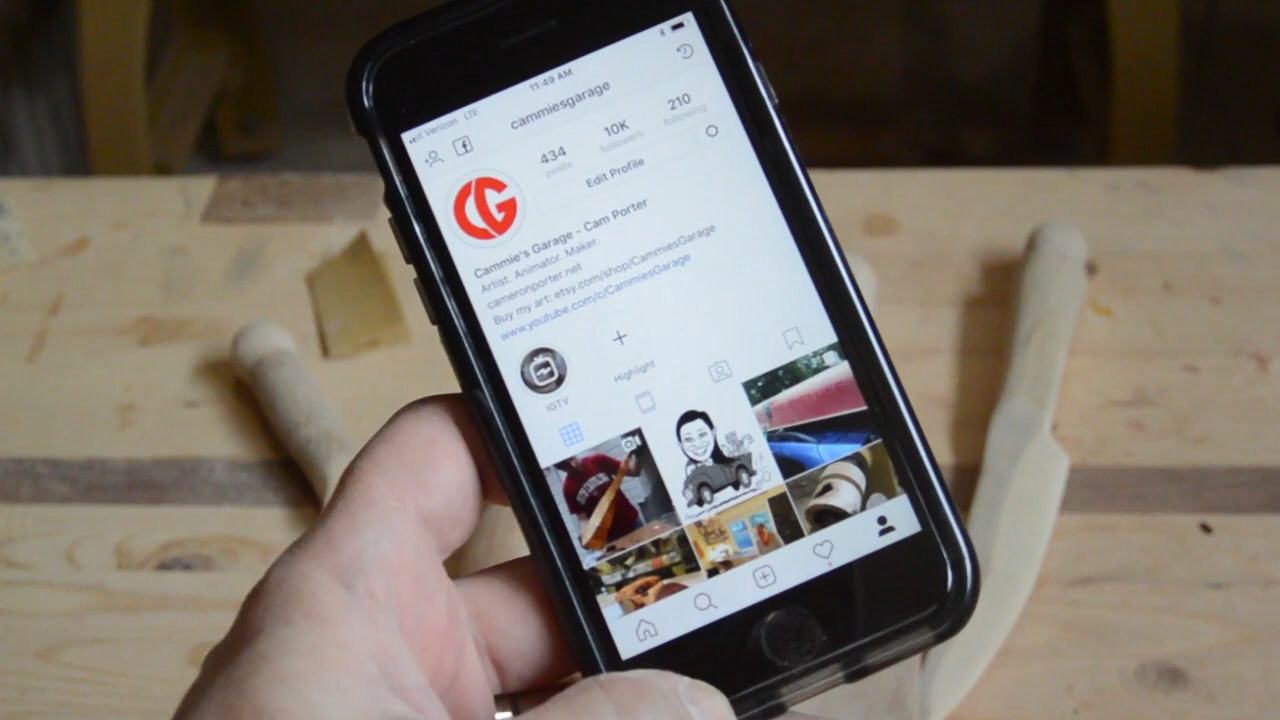 Verizon LTE
11:49 AM
cammiesgarage
434
posts
10K
followers
210
following
Edit Profile
CG
Cammie's Garage - Cam Porter
Artist. Animator. Maker.
cameronporter.net
Buy my art: etsy.com/shop/CammiesGarage
www.youtube.com/c/CammiesGarage
IGTV
Highlight